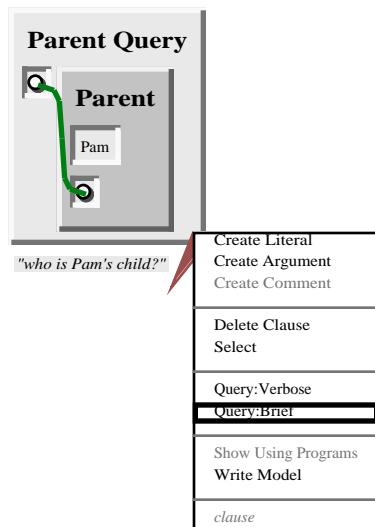 Parent Query
Parent
Pam
"who is Pam's child?"
Create Literal
Create Argument
Create Comment
Delete Clause
Select
Query:Verbose
Query:Brief
Show Using Programs
Write Model
clause